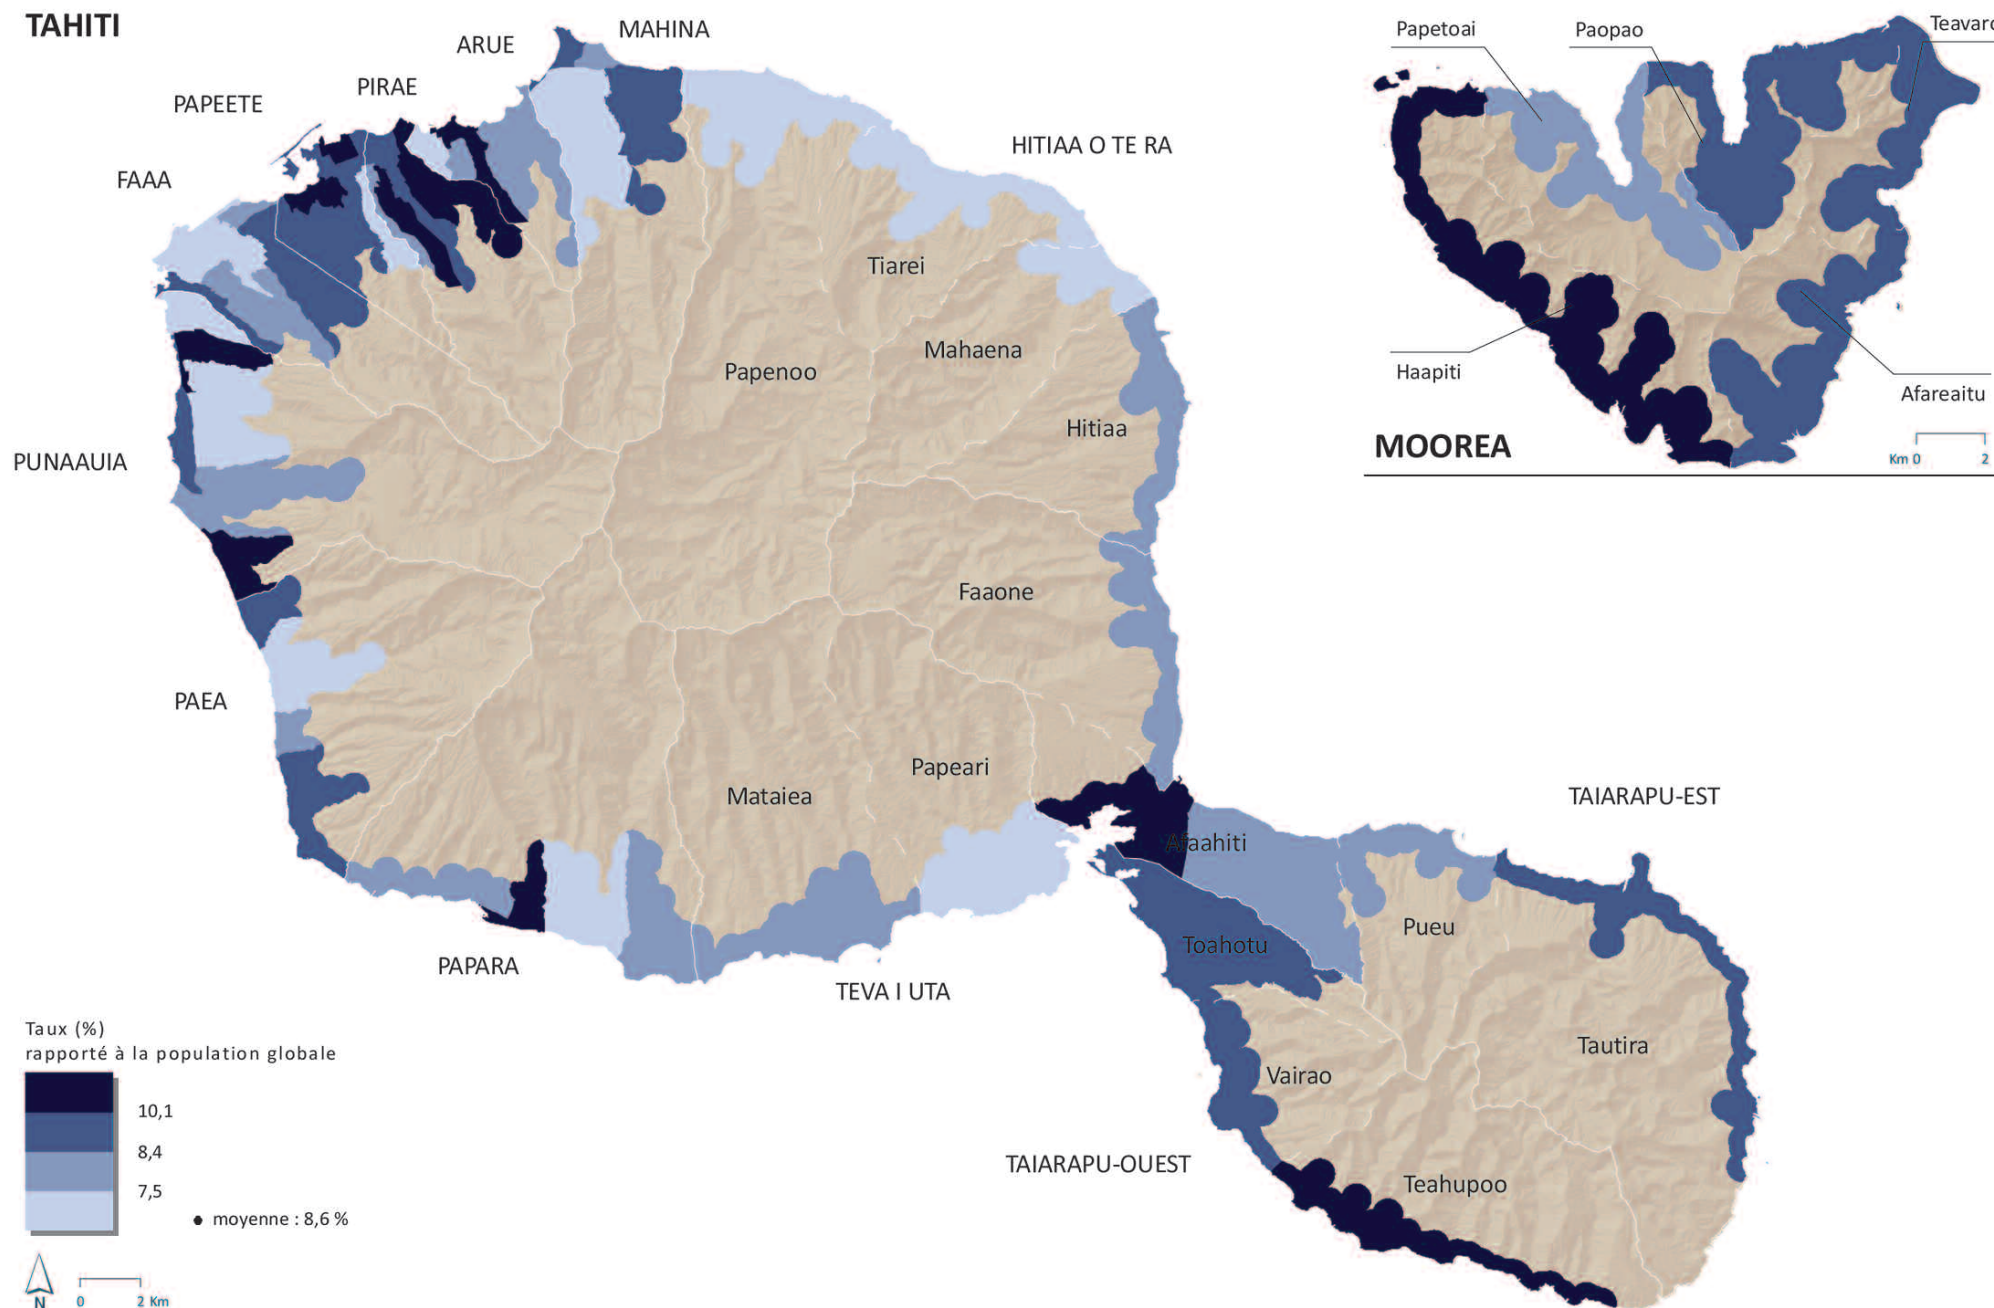 TAHITI
MAHINA
ARUE
PIRAE
PAPEETE
FAAA
HITIAA O TE RA
Tiarei
Mahaena
Papenoo
Hitiaa
PUNAAUIA
Faaone
PAEA
Papeari
Mataiea
Afaahiti
TAIARAPU-EST
Pueu
Toahotu
PAPARA
TEVA I UTA
Tautira
Vairao
TAIARAPU-OUEST
Teahupoo
Papetoai
Paopao
Teavaro
Haapiti
Afareaitu
MOOREA
Km 0 2
Taux (%)
rapporté à la population globale
10,1
8,4
7,5
moyenne : 8,6 %
N
0 2 Km